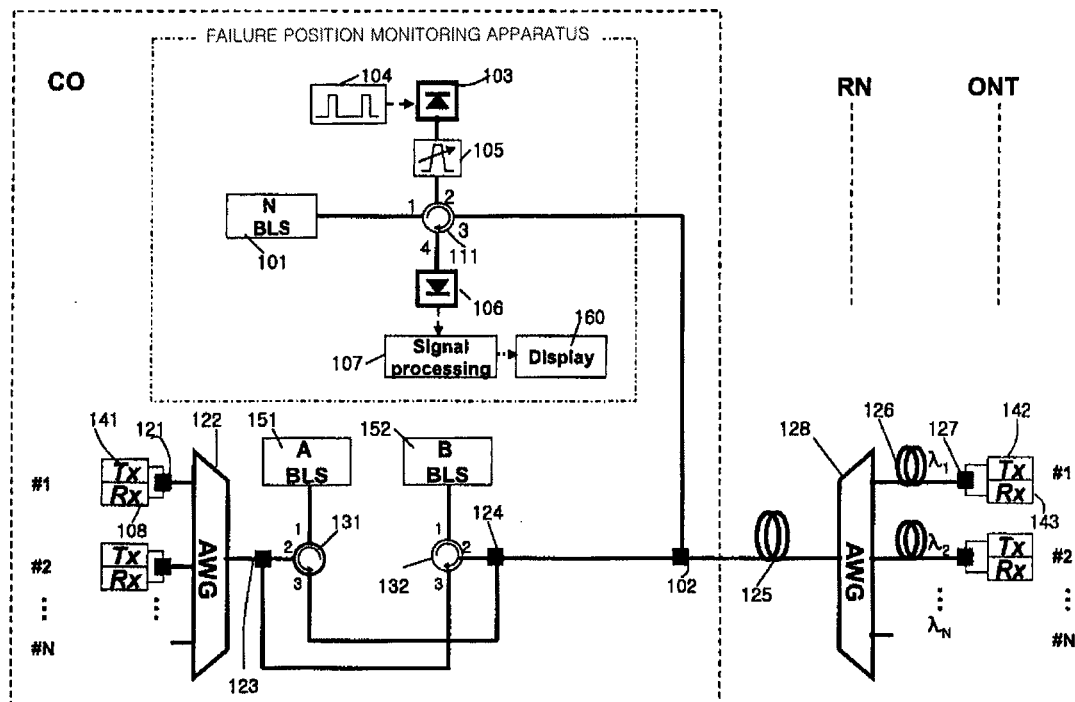 FAILURE POSITION MONITORING APPARATUS
CO
RN
ONT
104
103
105
N
BLS
101
1
2
3
4
111
106
107
Signal
processing
160
Display
141
121
122
151
A
BLS
152
B
BLS
124
131
132
1
2
3
1
2
3
#1
Tx
Rx
108
#2
Tx
Rx
#N
AWG
123
102
125
128
AWG
126
λ1
127
142
Tx
Rx
143
#1
λ2
Tx
Rx
#2
λN
#N